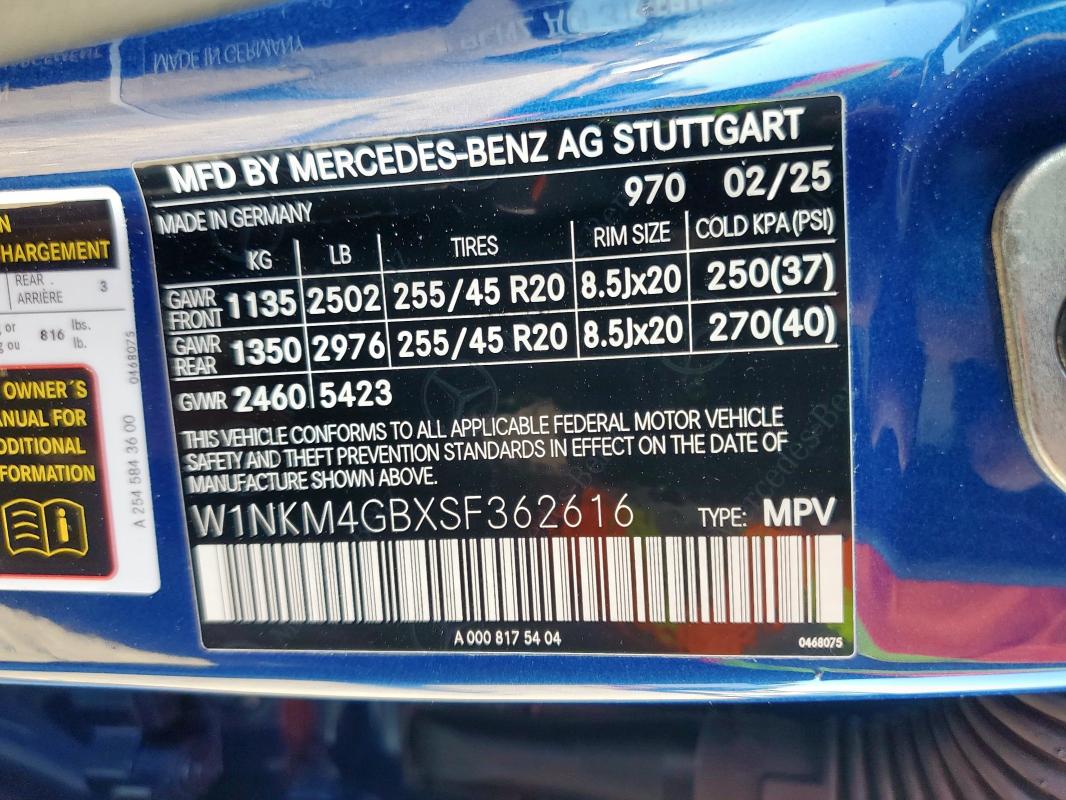 MADE IN GERMANY
MFD BY MERCEDES-BENZ AG STUTTGART
970 02/25
MADE IN GERMANY
KG LB TIRES RIM SIZE COLD KPA(PSI)
GAWR FRONT 1135 2502 255/45 R20 8.5Jx20 250(37)
GAWR REAR 1350 2976 255/45 R20 8.5Jx20 270(40)
GVWR 2460 5423
THIS VEHICLE CONFORMS TO ALL APPLICABLE FEDERAL MOTOR VEHICLE
SAFETY AND THEFT PREVENTION STANDARDS IN EFFECT ON THE DATE OF
MANUFACTURE SHOWN ABOVE.
W1NKM4GBXSF362616 TYPE: MPV
A 000 817 54 04 0468075
REAR
ARRIÈRE 3
or 816 lbs.
ou lb.
OWNER´S
FOR
A 254 584 36 00 0468075